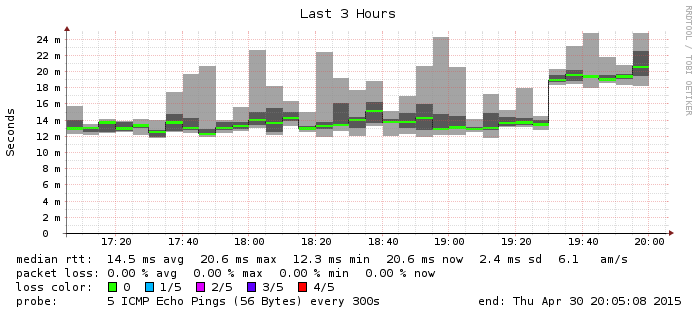 Last 3 Hours
RRDTOOL / TOBI OETIKER
Seconds
24 m
22 m
20 m
18 m
16 m
14 m
12 m
10 m
8 m
6 m
4 m
2 m
0
17:20 17:40 18:00 18:20 18:40 19:00 19:20 19:40 20:00
median rtt: 14.5 ms avg 20.6 ms max 12.3 ms min 20.6 ms now 2.4 ms sd 6.1 am/s
packet loss: 0.00 % avg 0.00 % max 0.00 % min 0.00 % now
loss color: 0 1/5 2/5 3/5 4/5
probe: 5 ICMP Echo Pings (56 Bytes) every 300s end: Thu Apr 30 20:05:08 2015